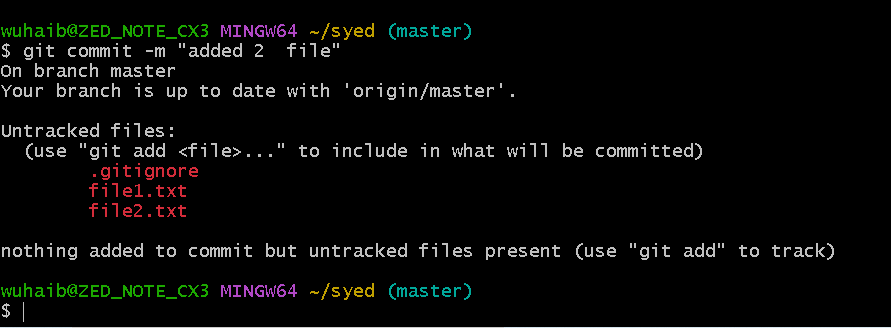 wuhaib@ZED_NOTE_CX3 MINGW64 ~/syed (master)
$ git commit -m "added 2  file"
On branch master
Your branch is up to date with 'origin/master'.
Untracked files:
  (use "git add <file>..." to include in what will be committed)
        .gitignore
        file1.txt
        file2.txt
nothing added to commit but untracked files present (use "git add" to track)
wuhaib@ZED_NOTE_CX3 MINGW64 ~/syed (master)
$